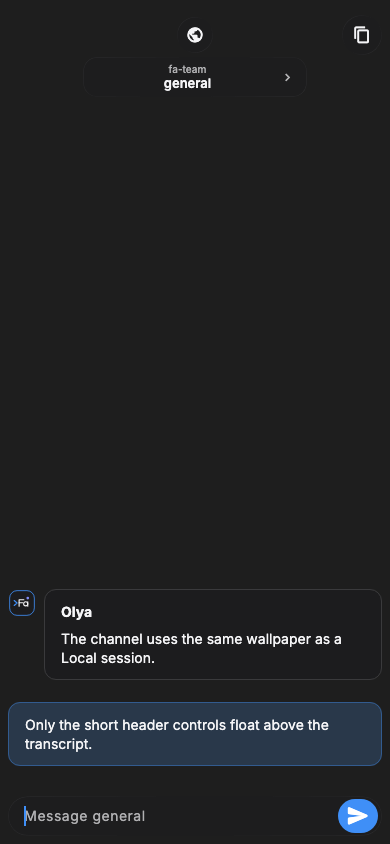 fa-team
general
Fa
Olya
The channel uses the same wallpaper as a
Local session.
Only the short header controls float above the
transcript.
Message general